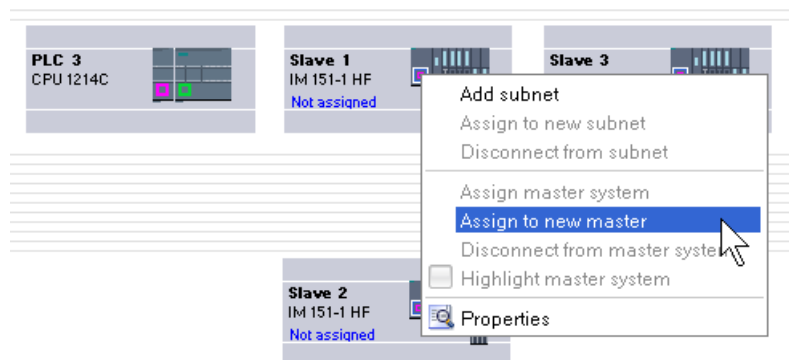 PLC 3
CPU 1214C
Slave 1
IM 151-1 HF
Not assigned
Slave 3
Add subnet
Assign to new subnet
Disconnect from subnet
Assign master system
Assign to new master
Disconnect from master system
Highlight master system
Properties
Slave 2
IM 151-1 HF
Not assigned